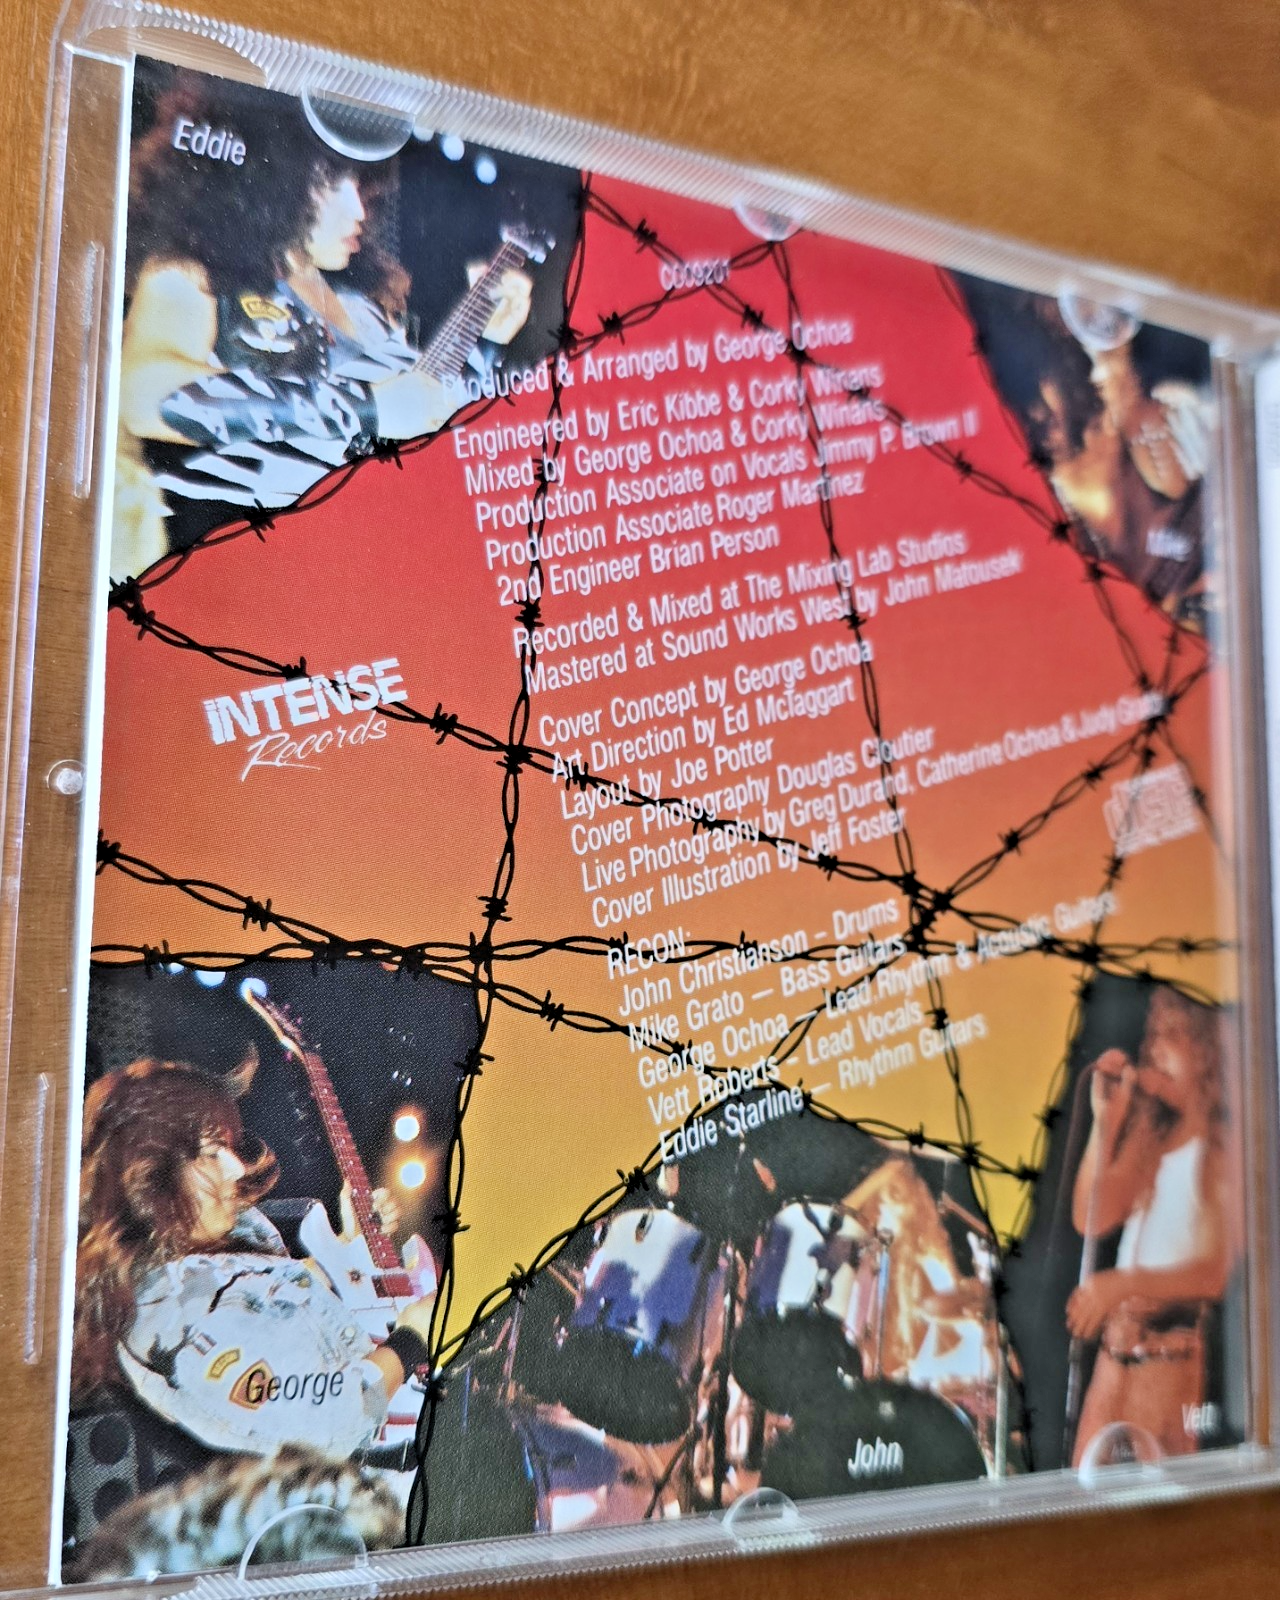 Eddie
CGC9201
Produced & Arranged by George Ochoa
Engineered by Eric Kibbe & Corky Winans
Mixed by George Ochoa & Corky Winans
Production Associate on Vocals Jimmy P. Brown II
Production Associate Roger Martinez
2nd Engineer Brian Person
Mike
Recorded & Mixed at The Mixing Lab Studios
Mastered at Sound Works West by John Matousek
INTENSE
Records
Cover Concept by George Ochoa
Art Direction by Ed McTaggart
Layout by Joe Potter
Cover Photography Douglas Cloutier
Live Photography by Greg Durand, Catherine Ochoa & Judy Grato
Cover Illustration by Jeff Foster
disc
RECON:
John Christianson – Drums
Mike Grato — Bass Guitars
George Ochoa — Lead, Rhythm & Acoustic Guitars
Vett Roberts – Lead Vocals
Eddie Starline — Rhythm Guitars
George
John
Vett